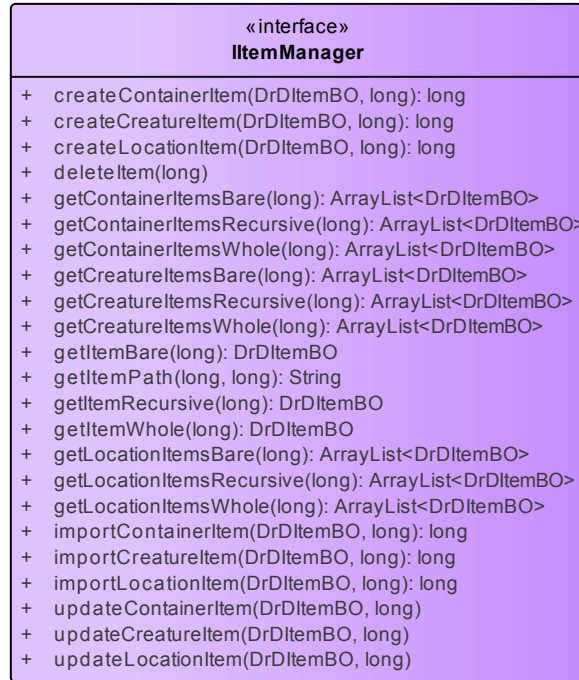 «interface»
IItemManager
+ createContainerItem(DrDItemBO, long): long
+ createCreatureItem(DrDItemBO, long): long
+ createLocationItem(DrDItemBO, long): long
+ deleteItem(long)
+ getContainerItemsBare(long): ArrayList<DrDItemBO>
+ getContainerItemsRecursive(long): ArrayList<DrDItemBO>
+ getContainerItemsWhole(long): ArrayList<DrDItemBO>
+ getCreatureItemsBare(long): ArrayList<DrDItemBO>
+ getCreatureItemsRecursive(long): ArrayList<DrDItemBO>
+ getCreatureItemsWhole(long): ArrayList<DrDItemBO>
+ getItemBare(long): DrDItemBO
+ getItemPath(long, long): String
+ getItemRecursive(long): DrDItemBO
+ getItemWhole(long): DrDItemBO
+ getLocationItemsBare(long): ArrayList<DrDItemBO>
+ getLocationItemsRecursive(long): ArrayList<DrDItemBO>
+ getLocationItemsWhole(long): ArrayList<DrDItemBO>
+ importContainerItem(DrDItemBO, long): long
+ importCreatureItem(DrDItemBO, long): long
+ importLocationItem(DrDItemBO, long): long
+ updateContainerItem(DrDItemBO, long)
+ updateCreatureItem(DrDItemBO, long)
+ updateLocationItem(DrDItemBO, long)